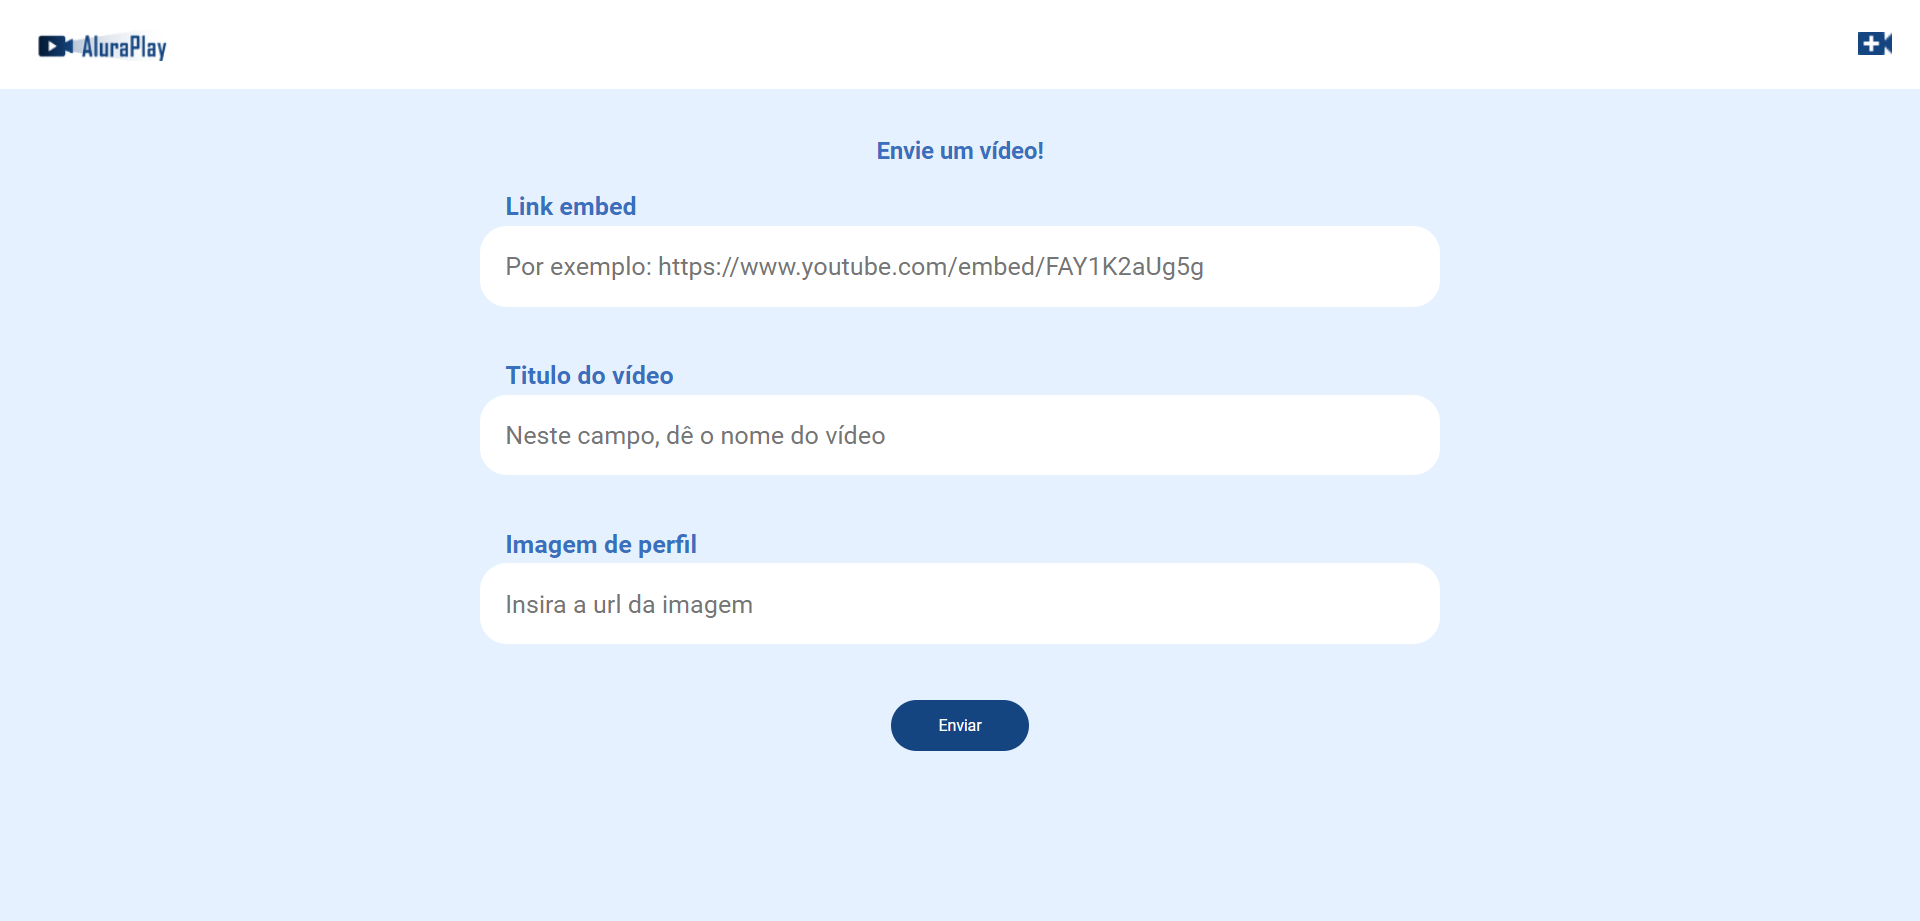 AluraPlay
Envie um vídeo!
Link embed
Por exemplo: https://www.youtube.com/embed/FAY1K2aUg5g
Titulo do vídeo
Neste campo, dê o nome do vídeo
Imagem de perfil
Insira a url da imagem
Enviar